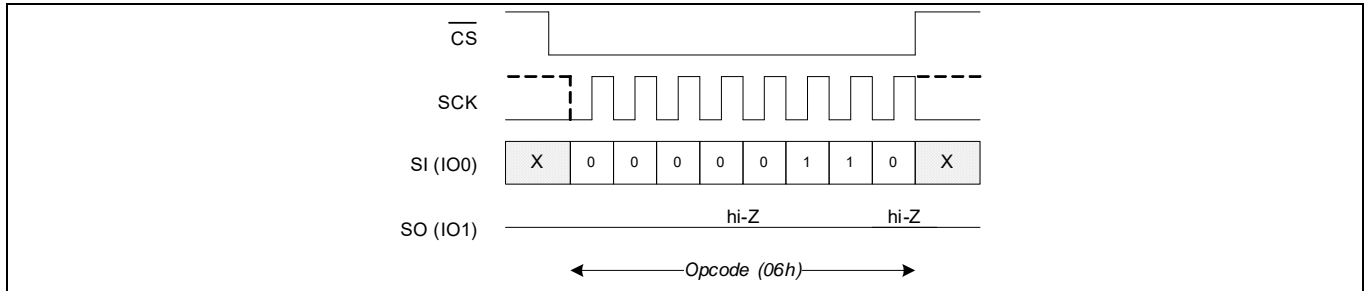 CS
SCK
SI (IO0) X 0 0 0 0 0 1 1 0 X
hi-Z hi-Z
SO (IO1)
Opcode (06h)